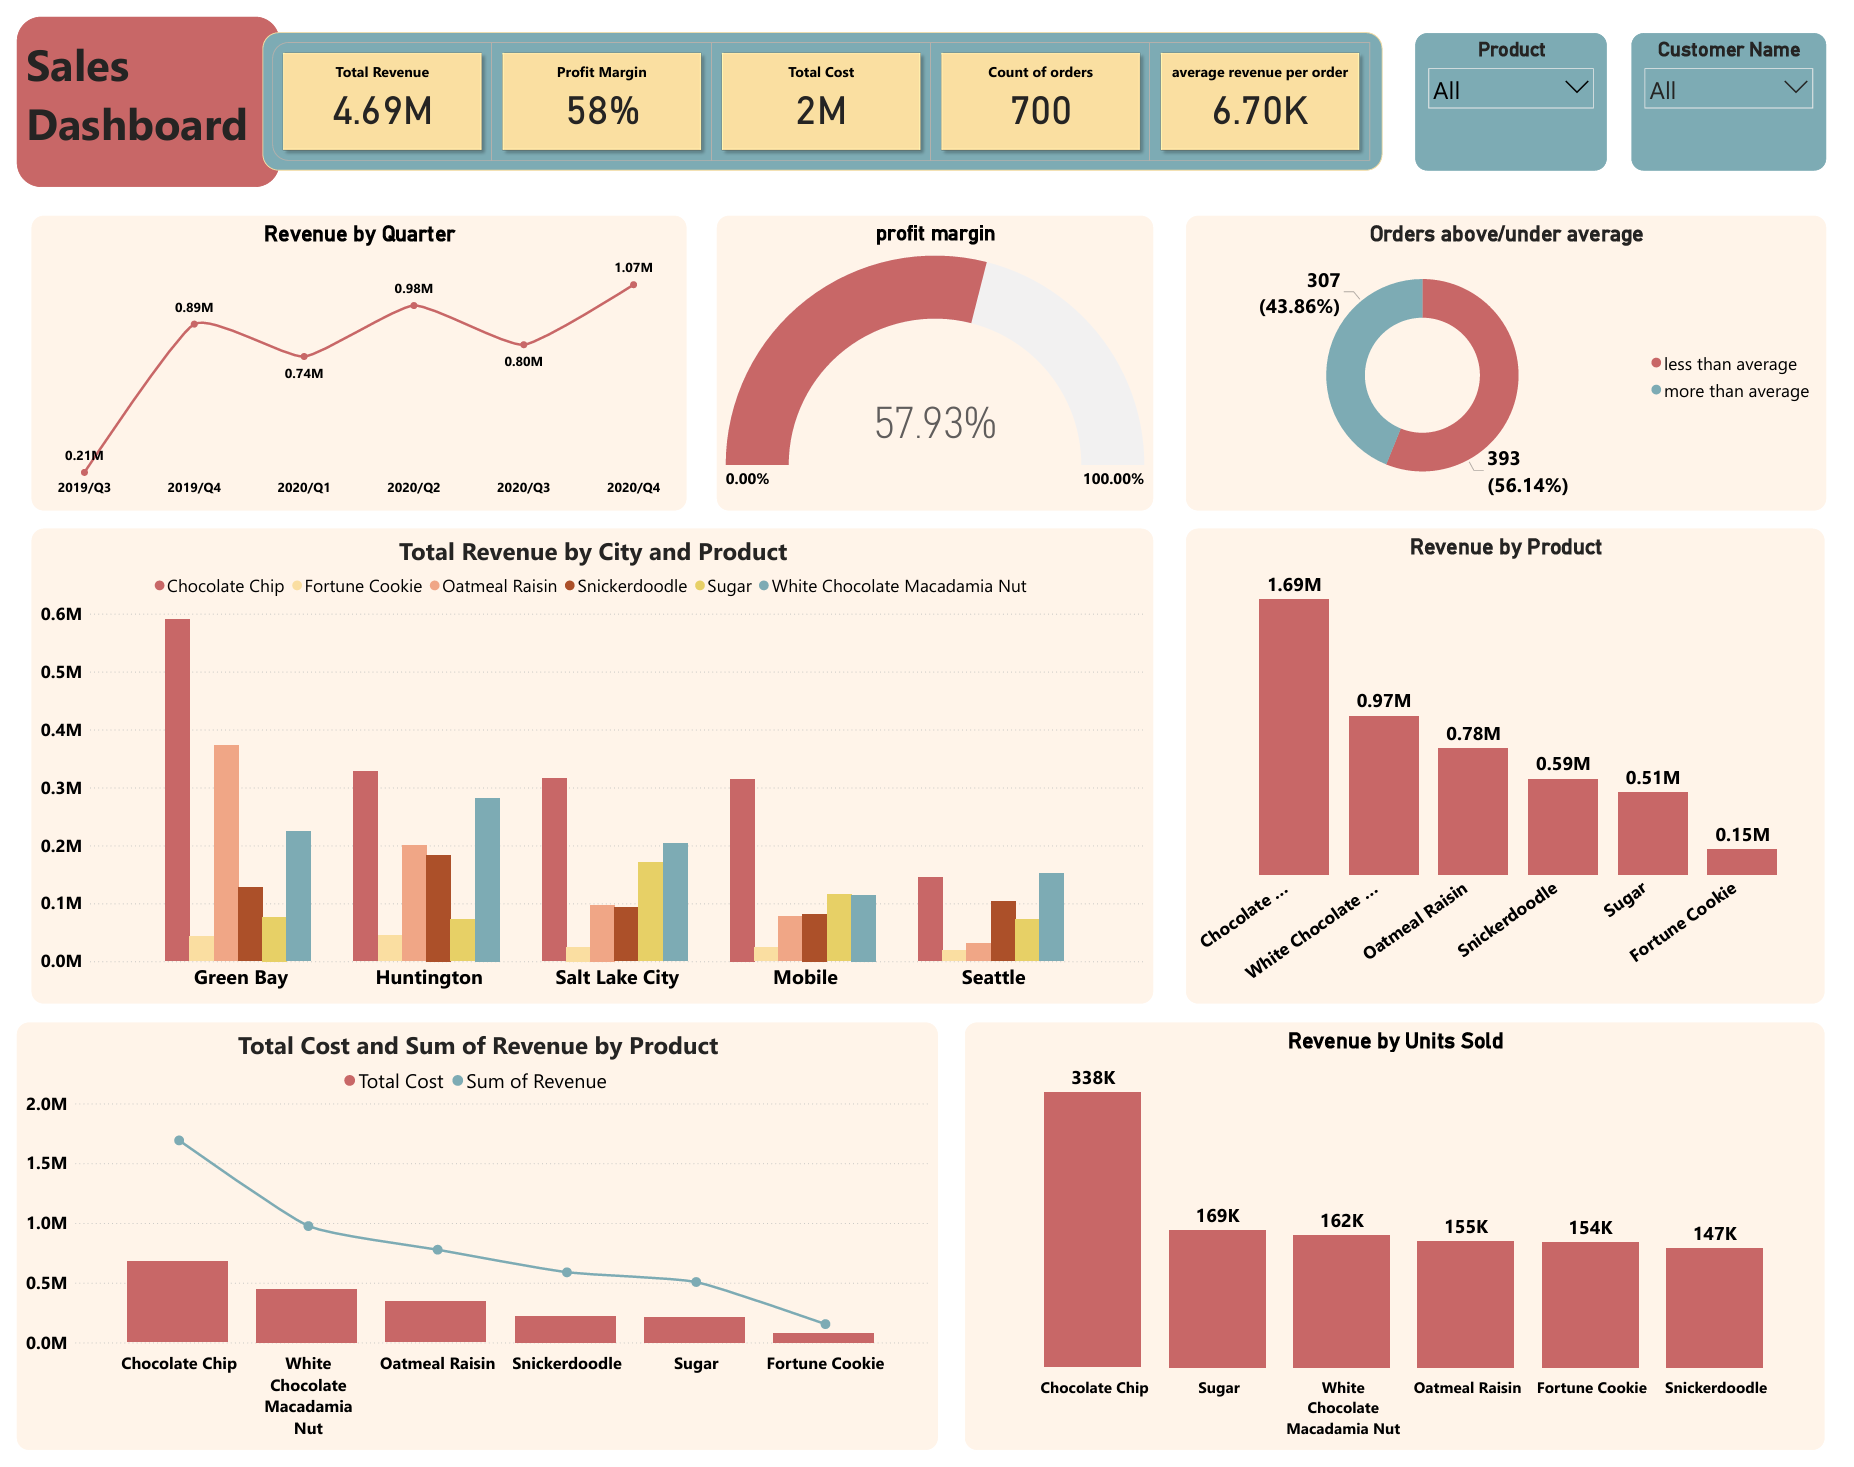 Sales
Dashboard
Total Revenue
4.69M
Profit Margin
58%
Total Cost
2M
Count of orders
700
average revenue per order
6.70K
Product
All
Customer Name
All
Revenue by Quarter
0.21M
0.89M
0.74M
0.98M
0.80M
1.07M
2019/Q3
2019/Q4
2020/Q1
2020/Q2
2020/Q3
2020/Q4
profit margin
57.93%
0.00%
100.00%
Orders above/under average
307
(43.86%)
393
(56.14%)
less than average
more than average
Total Revenue by City and Product
Chocolate Chip
Fortune Cookie
Oatmeal Raisin
Snickerdoodle
Sugar
White Chocolate Macadamia Nut
0.6M
0.5M
0.4M
0.3M
0.2M
0.1M
0.0M
Green Bay
Huntington
Salt Lake City
Mobile
Seattle
Revenue by Product
1.69M
0.97M
0.78M
0.59M
0.51M
0.15M
Chocolate ...
White Chocolate ...
Oatmeal Raisin
Snickerdoodle
Sugar
Fortune Cookie
Total Cost and Sum of Revenue by Product
Total Cost
Sum of Revenue
2.0M
1.5M
1.0M
0.5M
0.0M
Chocolate Chip
White
Chocolate
Macadamia
Nut
Oatmeal Raisin
Snickerdoodle
Sugar
Fortune Cookie
Revenue by Units Sold
338K
169K
162K
155K
154K
147K
Chocolate Chip
Sugar
White
Chocolate
Macadamia Nut
Oatmeal Raisin
Fortune Cookie
Snickerdoodle